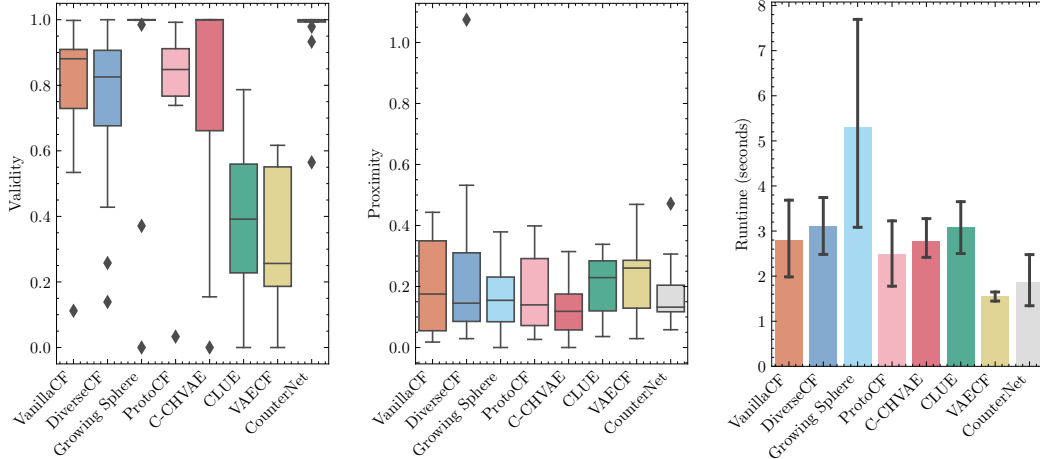 Validity
1.0
0.8
0.6
0.4
0.2
0.0
VanillaCF
DiverseCF
Growing Sphere
ProtoCF
C-CHVAE
CLUE
VAECF
CounterNet
Proximity
1.0
0.8
0.6
0.4
0.2
0.0
VanillaCF
DiverseCF
Growing Sphere
ProtoCF
C-CHVAE
CLUE
VAECF
CounterNet
Runtime (seconds)
8
7
6
5
4
3
2
1
0
VanillaCF
DiverseCF
Growing Sphere
ProtoCF
C-CHVAE
CLUE
VAECF
CounterNet